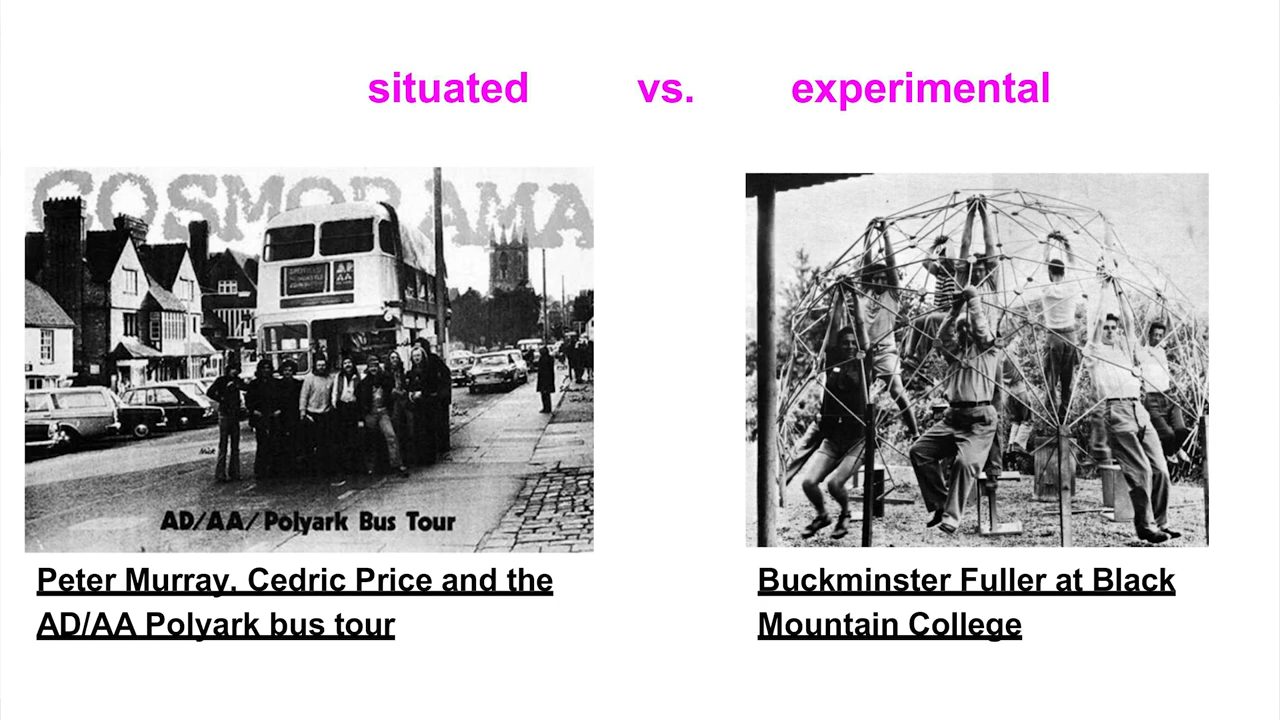 situated vs. experimental
COSMORAMA
AD/AA/Polyark Bus Tour
Peter Murray, Cedric Price and the
AD/AA Polyark bus tour
Buckminster Fuller at Black
Mountain College